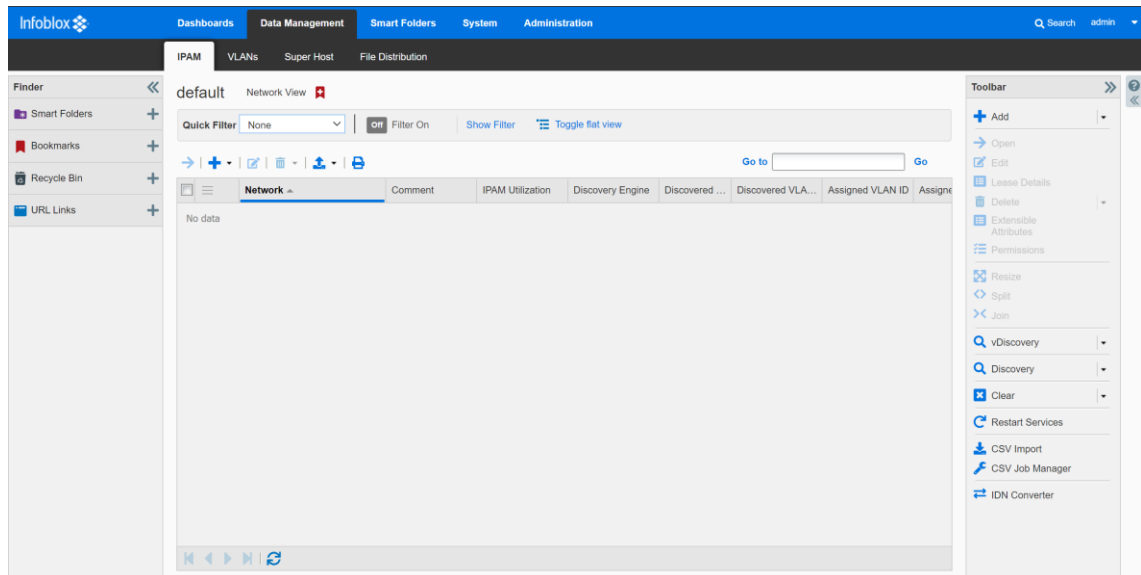 Infoblox
Dashboards Data Management Smart Folders System Administration
Search admin
IPAM VLANs Super Host File Distribution
Finder
Smart Folders
Bookmarks
Recycle Bin
URL Links
default Network View
Quick Filter None Off Filter On Show Filter Toggle flat view
Go to Go
Network Comment IPAM Utilization Discovery Engine Discovered ... Discovered VLA... Assigned VLAN ID Assigne
No data
Toolbar
Add
Open
Edit
Lease Details
Delete
Extensible
Attributes
Permissions
Resize
Split
Join
vDiscovery
Discovery
Clear
Restart Services
CSV Import
CSV Job Manager
IDN Converter